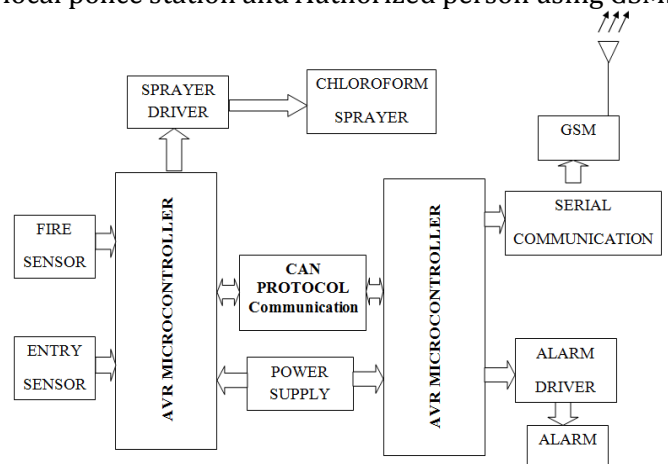 local police station and Authorized person using GSM.
SPRAYER
DRIVER
CHLOROFORM
SPRAYER
GSM
AVR MICROCONTROLLER
AVR MICROCONTROLLER
SERIAL
COMMUNICATION
FIRE
SENSOR
CAN
PROTOCOL
Communication
ENTRY
SENSOR
POWER
SUPPLY
ALARM
DRIVER
ALARM